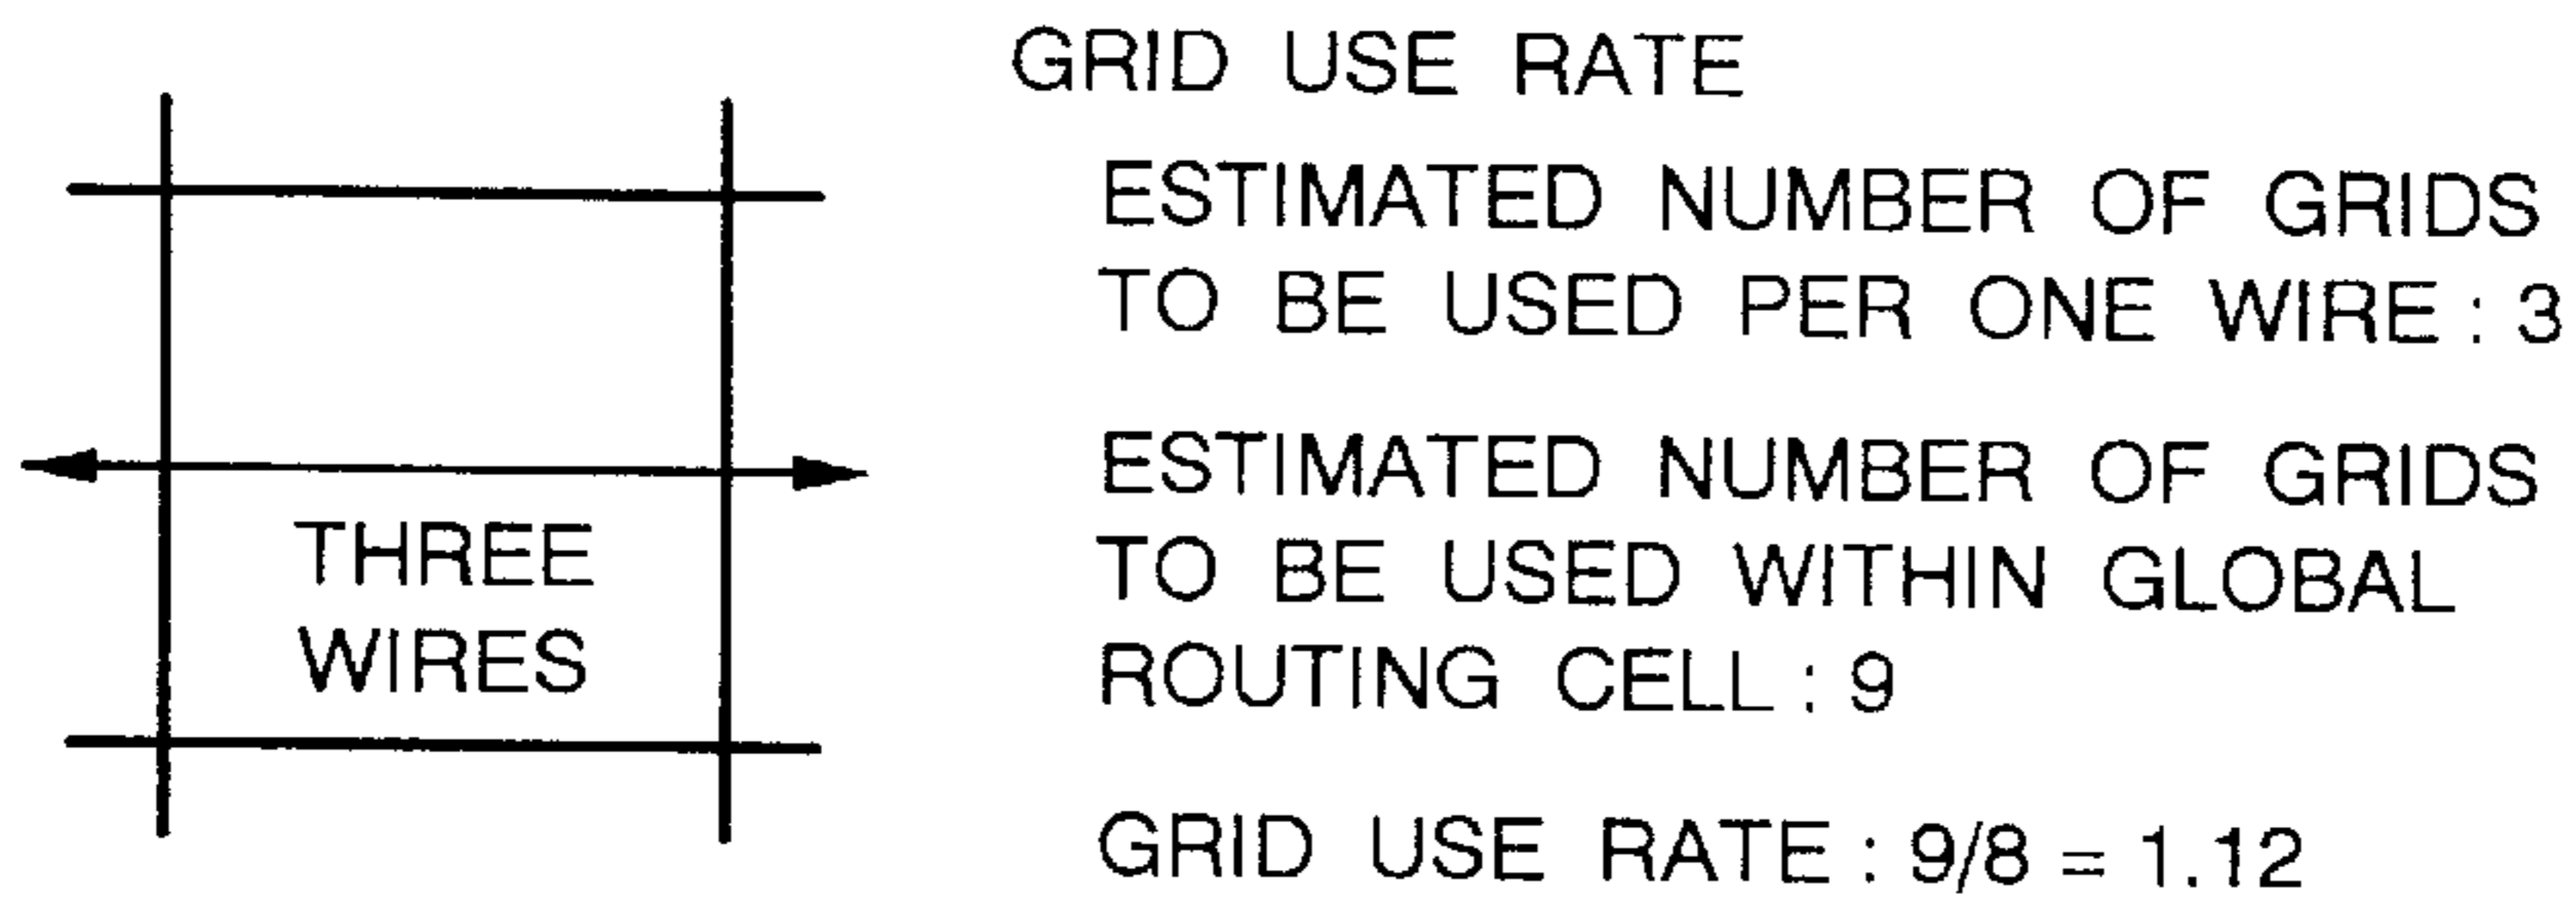 GRID USE RATE
ESTIMATED NUMBER OF GRIDS
TO BE USED PER ONE WIRE : 3
ESTIMATED NUMBER OF GRIDS
TO BE USED WITHIN GLOBAL
ROUTING CELL : 9
GRID USE RATE : 9/8 = 1.12
THREE
WIRES